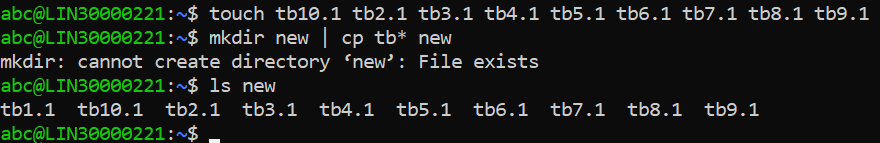 abc@LIN30000221:~$ touch tb10.1 tb2.1 tb3.1 tb4.1 tb5.1 tb6.1 tb7.1 tb8.1 tb9.1
abc@LIN30000221:~$ mkdir new | cp tb* new
mkdir: cannot create directory ‘new’: File exists
abc@LIN30000221:~$ ls new
tb1.1  tb10.1  tb2.1  tb3.1  tb4.1  tb5.1  tb6.1  tb7.1  tb8.1  tb9.1
abc@LIN30000221:~$